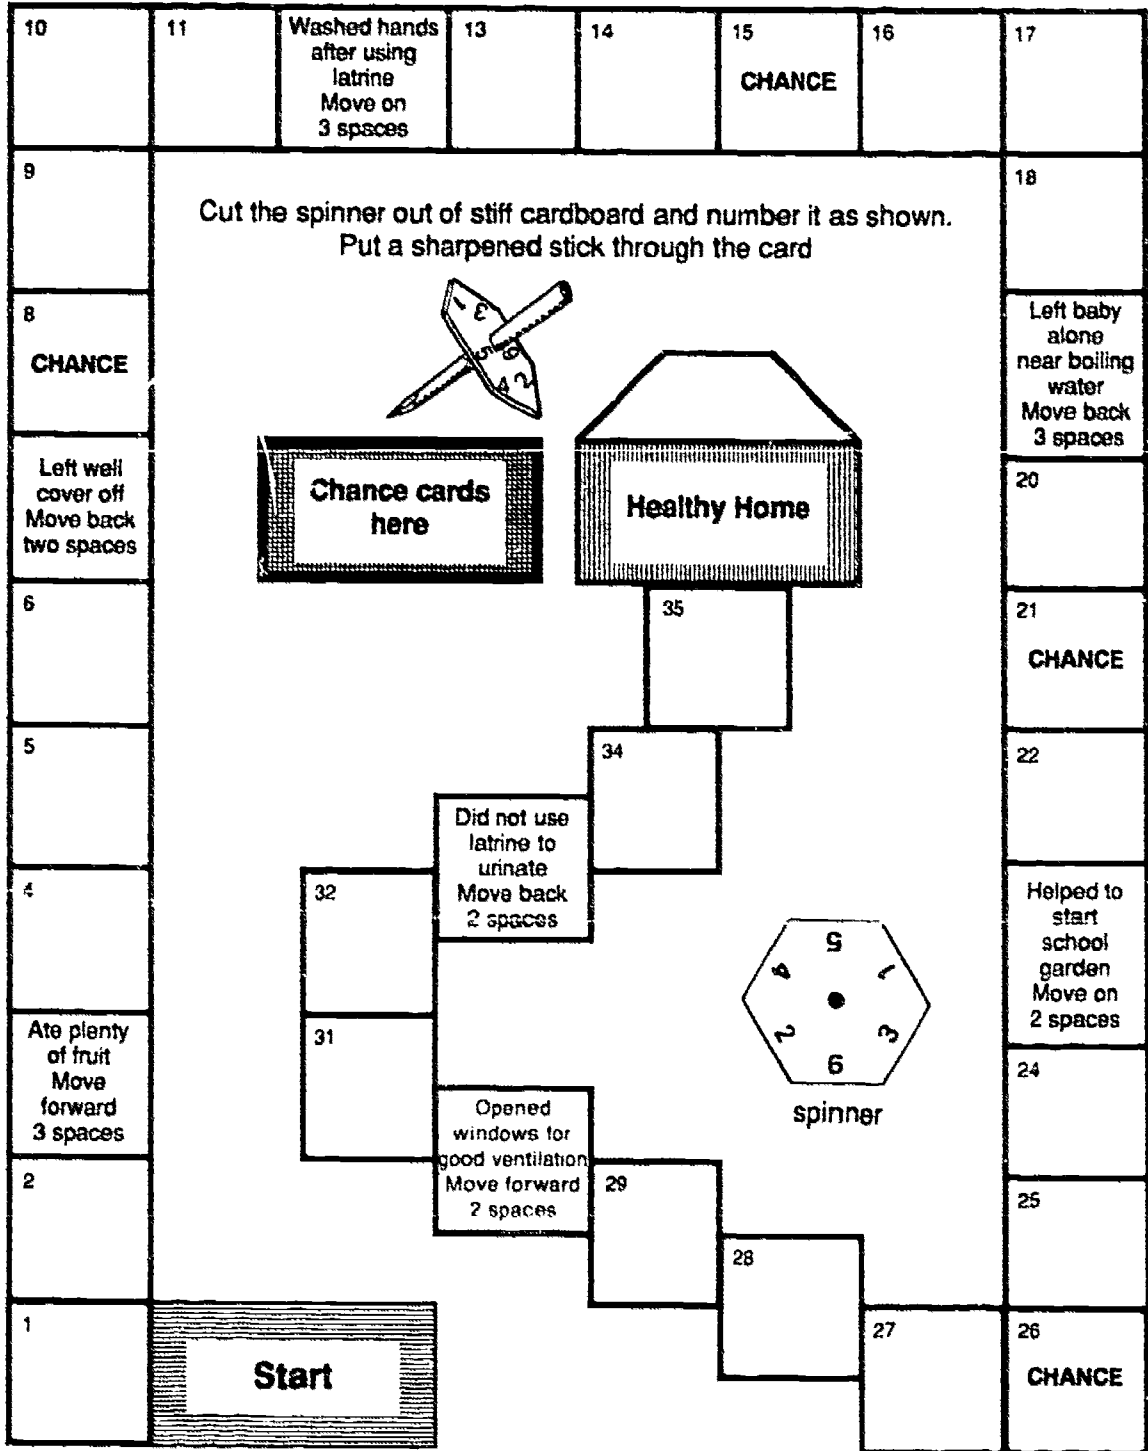 10
11
Washed hands
after using
latrine
Move on
3 spaces
13
14
15
CHANCE
16
17
9
Cut the spinner out of stiff cardboard and number it as shown.
Put a sharpened stick through the card
18
1
3
5
6
4
2
8
CHANCE
Left baby
alone
near boiling
water
Move back
3 spaces
Left well
cover off
Move back
two spaces
Chance cards
here
Healthy Home
20
6
35
21
CHANCE
5
34
22
Did not use
latrine to
urinate
Move back
2 spaces
4
32
Helped to
start
school
garden
Move on
2 spaces
5
4
1
2
3
6
spinner
Ate plenty
of fruit
Move
forward
3 spaces
31
24
Opened
windows for
good ventilation
Move forward
2 spaces
2
29
25
28
1
Start
27
26
CHANCE